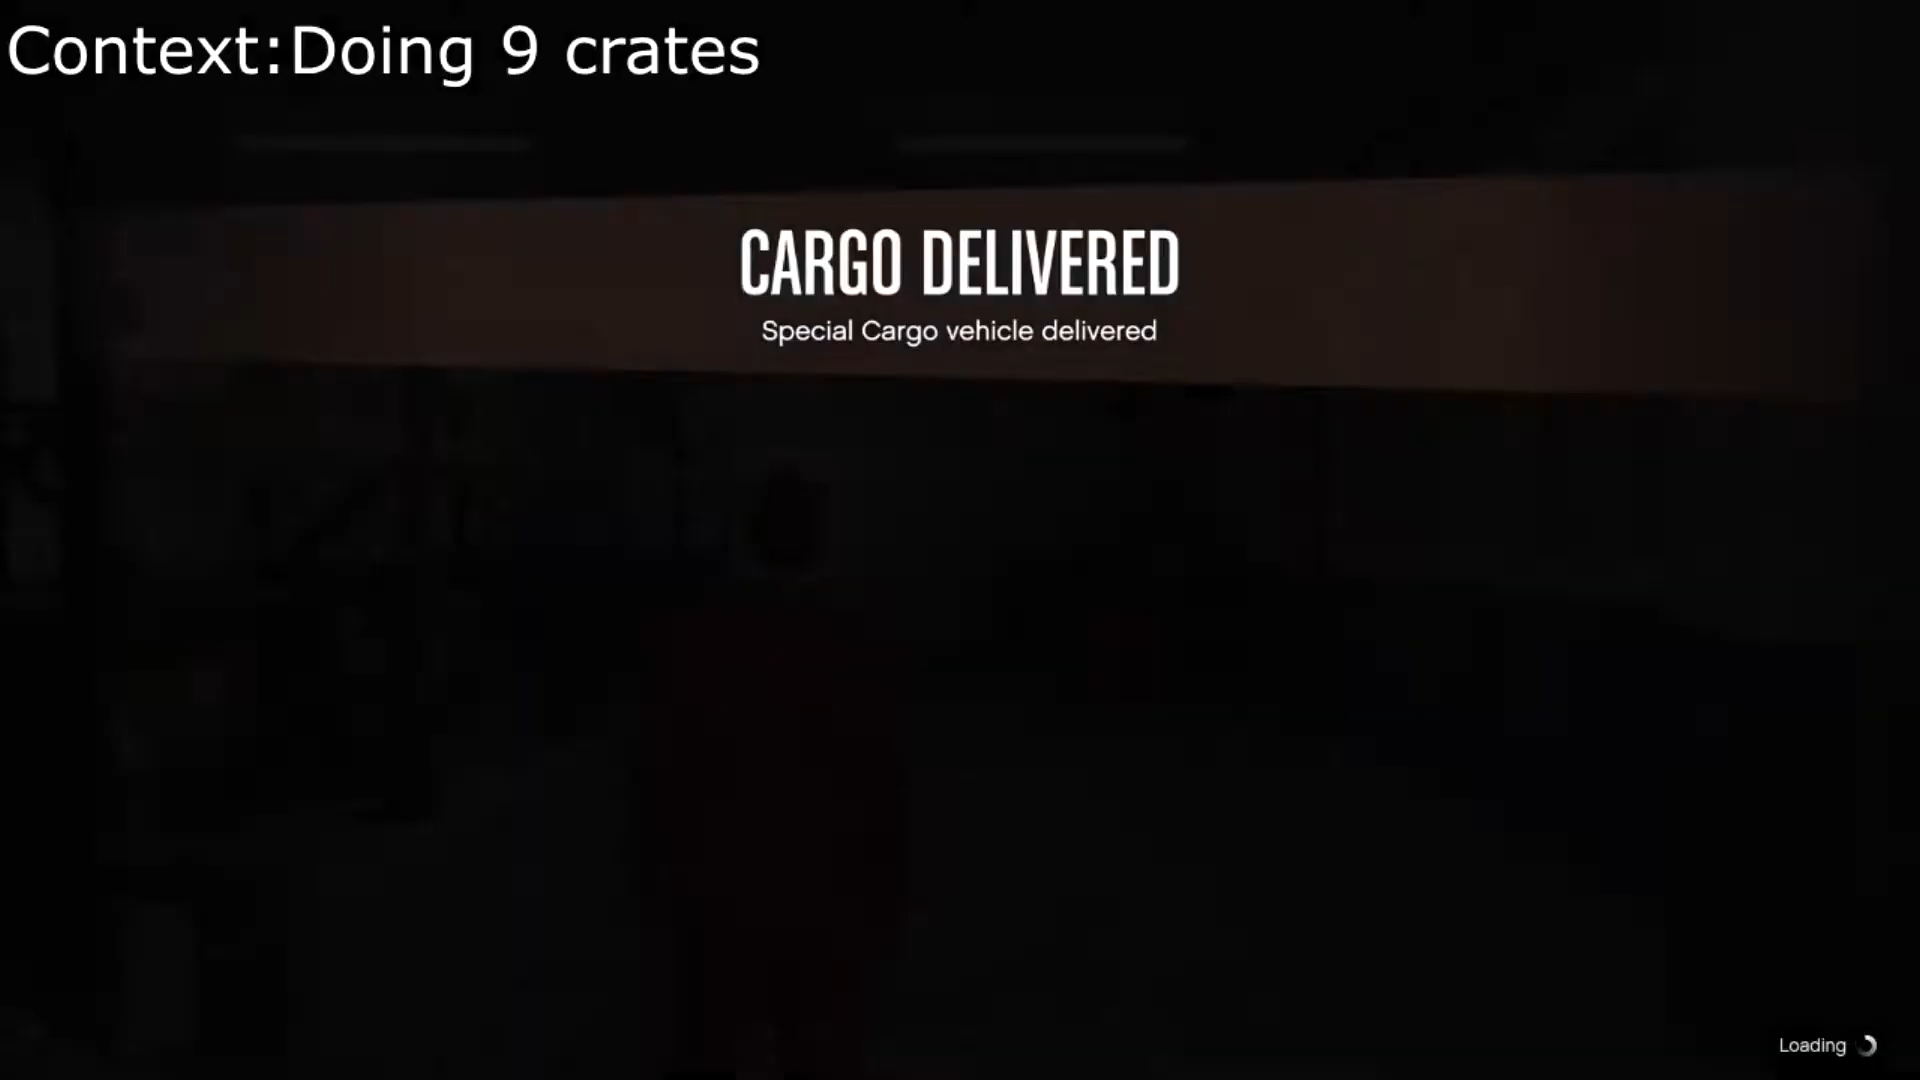 Context:Doing 9 crates
CARGO DELIVERED
Special Cargo vehicle delivered
Loading